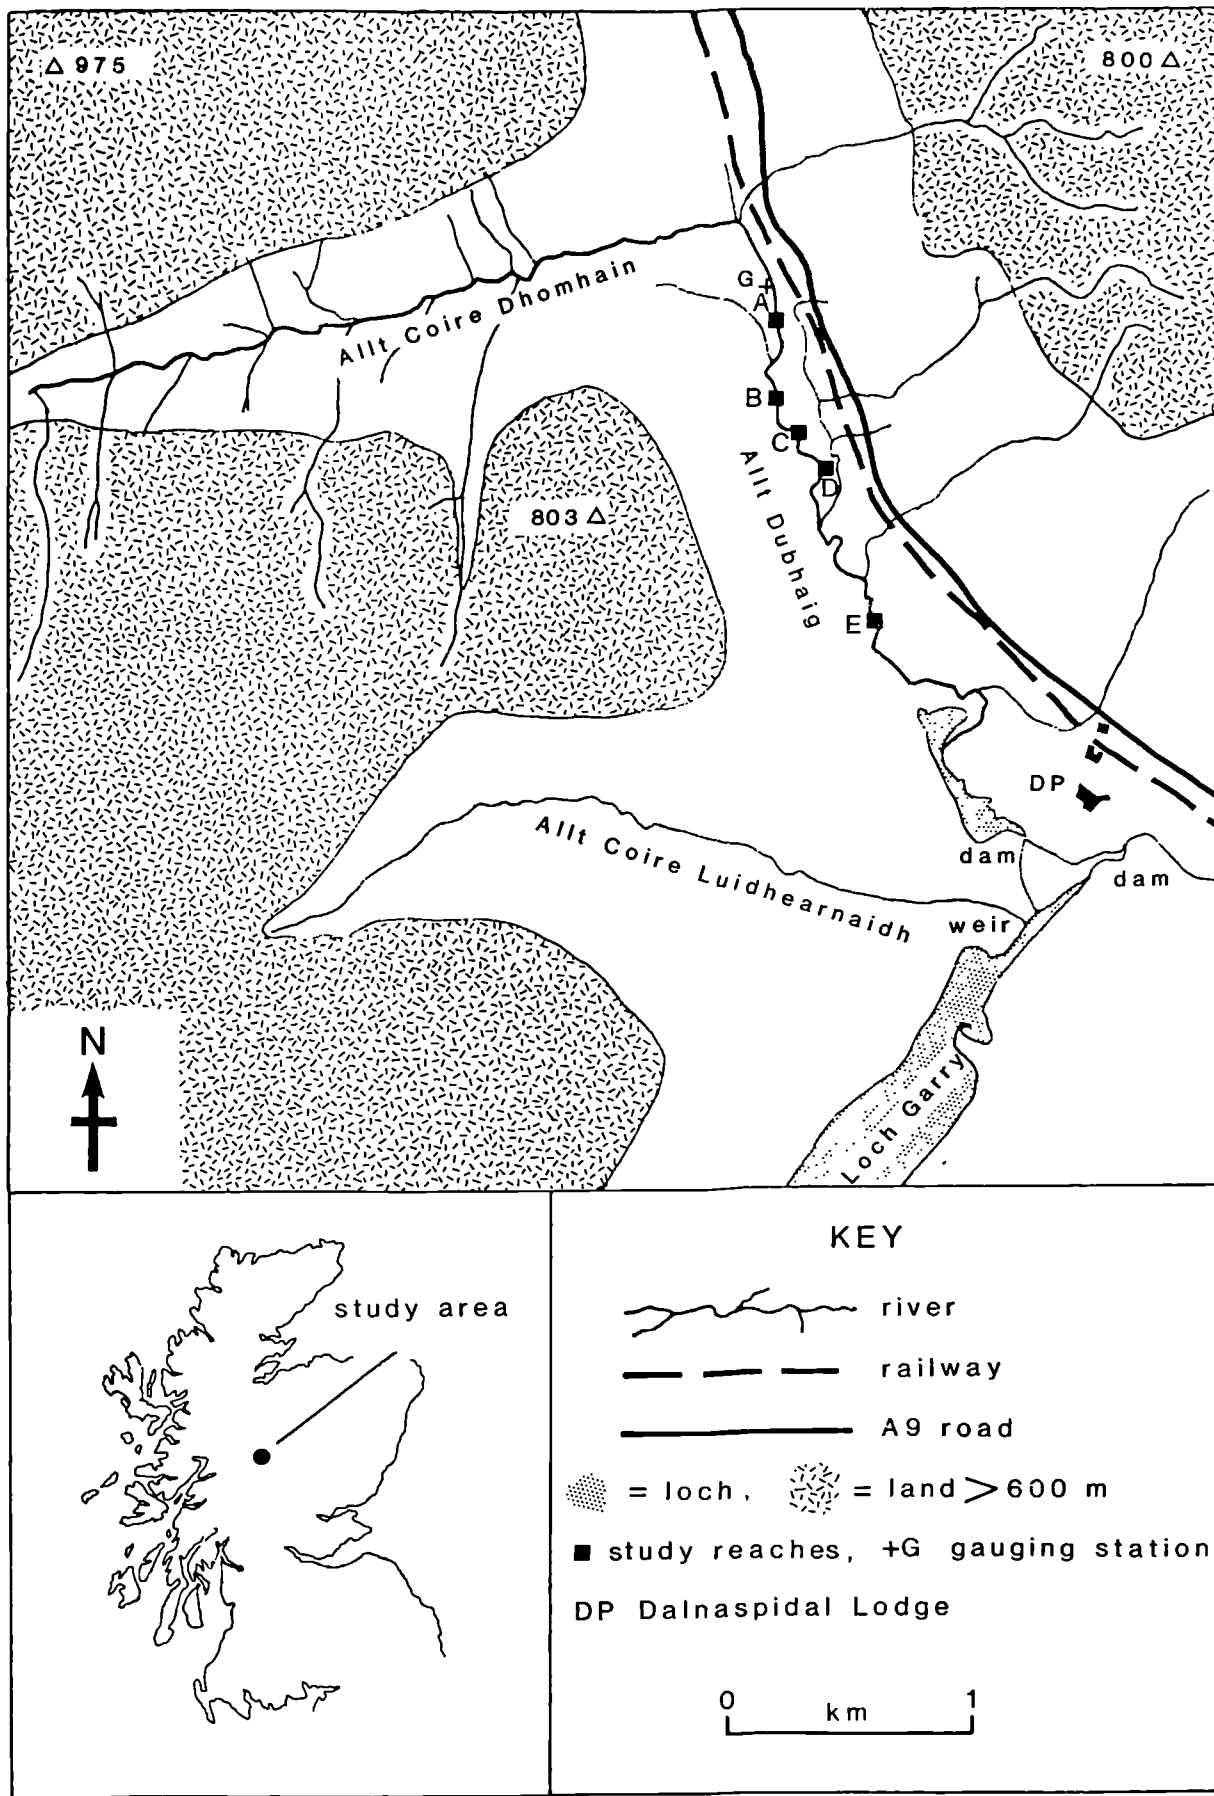 △ 975
800 △
Allt Coire Dhomhain
G+
A
B
C
D
803 △
Allt Dubhaig
E
DP
Allt Coire Luidhearnaidh
dam
dam
weir
Loch Garry
N
study area
KEY
river
railway
A9 road
= loch, = land > 600 m
■ study reaches, +G gauging station
DP Dalnaspidal Lodge
0 1
km